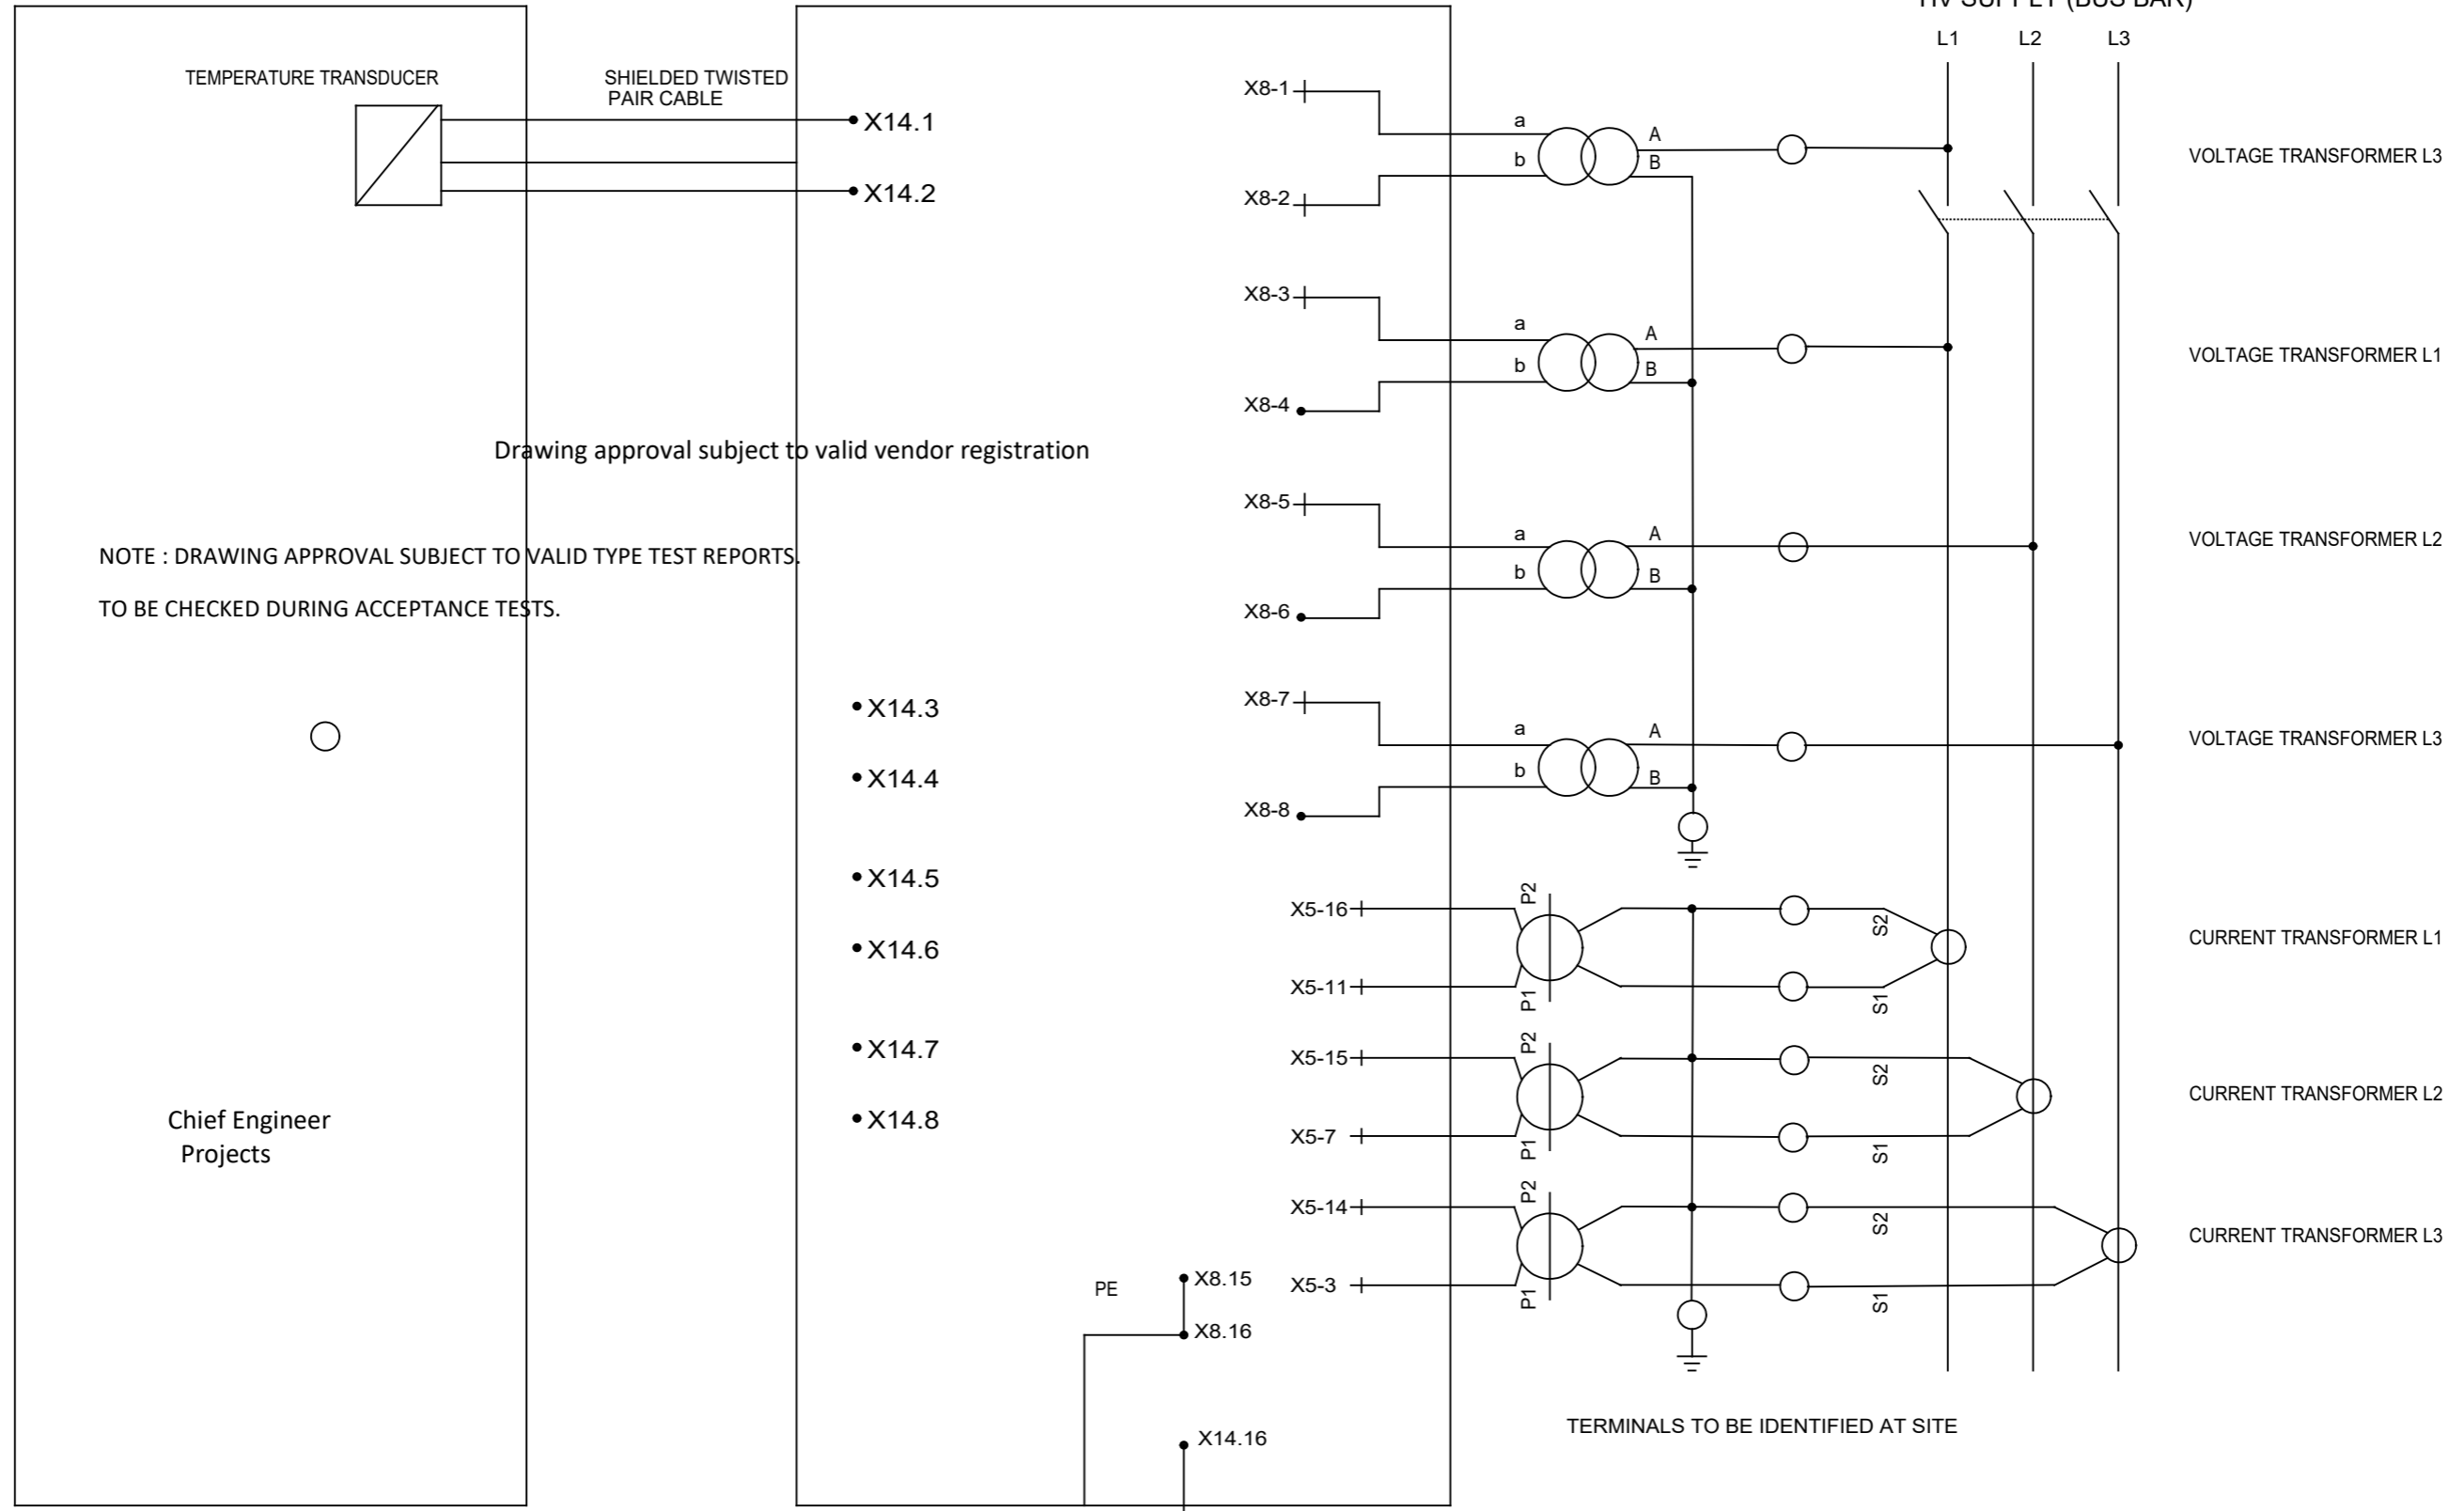 HV SUPPLY (BUS BAR)
L1 L2 L3
TEMPERATURE TRANSDUCER
SHIELDED TWISTED
PAIR CABLE
X14.1
X14.2
X8-1
a
b
A
B
X8-2
VOLTAGE TRANSFORMER L3
X8-3
a
b
A
B
X8-4
VOLTAGE TRANSFORMER L1
Drawing approval subject to valid vendor registration
X8-5
a
b
A
B
X8-6
VOLTAGE TRANSFORMER L2
NOTE : DRAWING APPROVAL SUBJECT TO VALID TYPE TEST REPORTS.
TO BE CHECKED DURING ACCEPTANCE TESTS.
X14.3
X14.4
X8-7
a
b
A
B
X8-8
VOLTAGE TRANSFORMER L3
X14.5
X14.6
X5-16
P2
S2
X5-11
P1
S1
CURRENT TRANSFORMER L1
X14.7
X14.8
X5-15
P2
S2
X5-7
P1
S1
CURRENT TRANSFORMER L2
Chief Engineer
Projects
X5-14
P2
S2
X5-3
P1
S1
CURRENT TRANSFORMER L3
PE
X8.15
X8.16
X14.16
TERMINALS TO BE IDENTIFIED AT SITE